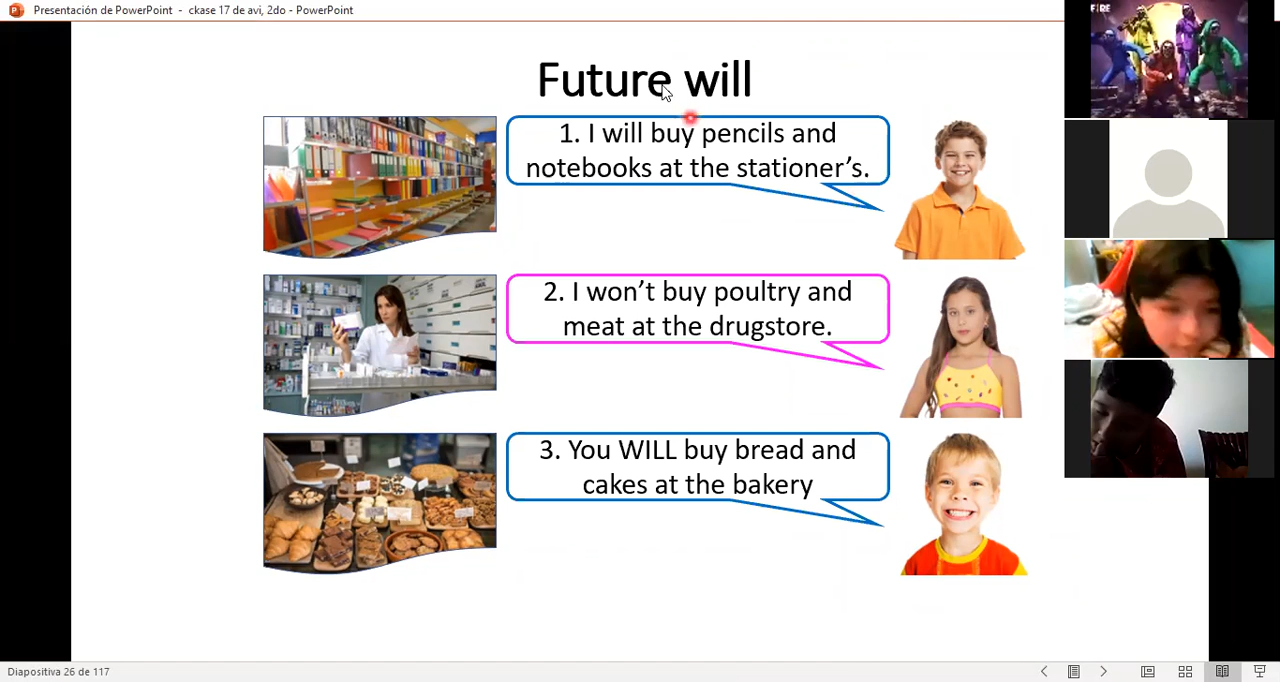 Presentación de PowerPoint - ckase 17 de avi, 2do - PowerPoint
Future will
1. I will buy pencils and
notebooks at the stationer’s.
2. I won’t buy poultry and
meat at the drugstore.
3. You WILL buy bread and
cakes at the bakery
Diapositiva 26 de 117